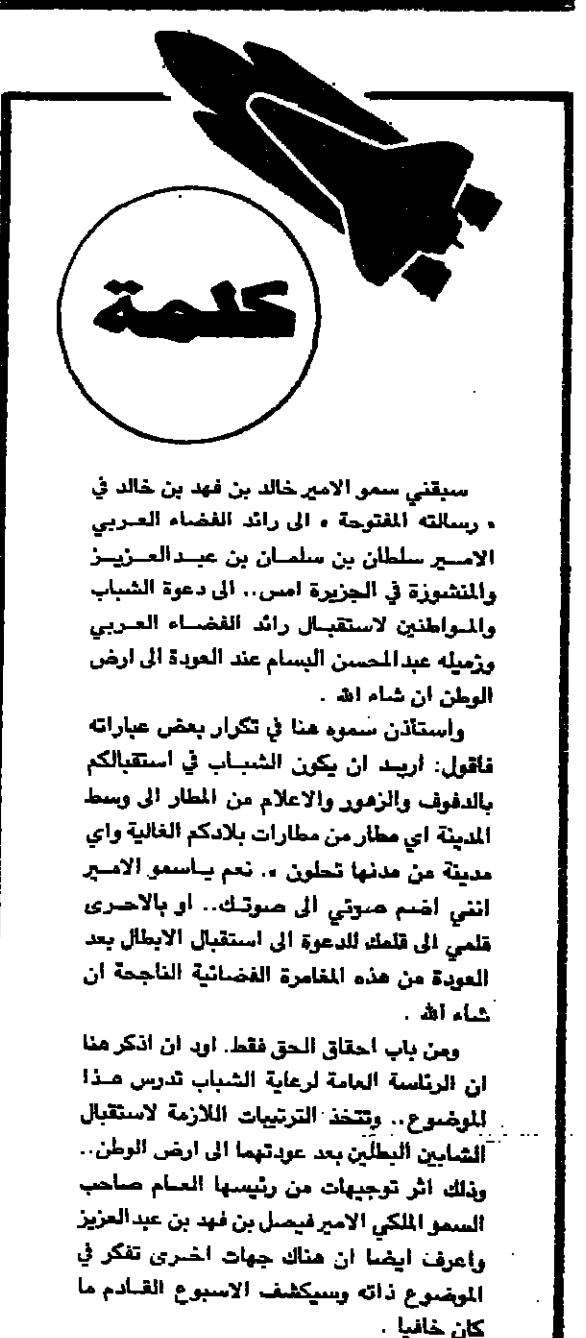 كلمة
سبقني سمو الامير خالد بن فهد بن خالد في
« رسالته المفتوحة » الى رائد الفضاء العربي
الامير سلطان بن سلمان بن عبدالعزيز
والمنشورة في الجزيرة امس.. الى دعوة الشباب
والمواطنين لاستقبال رائد الفضاء العربي
وزميله عبدالمحسن البسام عند العودة الى ارض
الوطن ان شاء الله .
واستأذن سموه هنا في تكرار بعض عباراته
فأقول: أريد ان يكون الشباب في استقبالكم
بالدفوف والزهور والاعلام من المطار الى وسط
المدينة اي مطار من مطارات بلادكم الغالية واي
مدينة من مدنها تحلون ». نعم ياسمو الامير
انني اضم صوتي الى صوتك.. او بالاحرى
قلمي الى قلمك للدعوة الى استقبال الابطال بعد
العودة من هذه المغامرة الفضائية الناجحة ان
شاء الله .
ومن باب احقاق الحق فقط. اود ان اذكر هنا
ان الرئاسة العامة لرعاية الشباب تدرس هذا
الموضوع.. وتتخذ الترتيبات اللازمة لاستقبال
الشابين البطلين بعد عودتهما الى ارض الوطن..
وذلك اثر توجيهات من رئيسها العام صاحب
السمو الملكي الامير فيصل بن فهد بن عبدالعزيز
واعرف ايضا ان هناك جهات اخرى تفكر في
الموضوع ذاته وسيكشف الاسبوع القادم ما
كان خافيا .